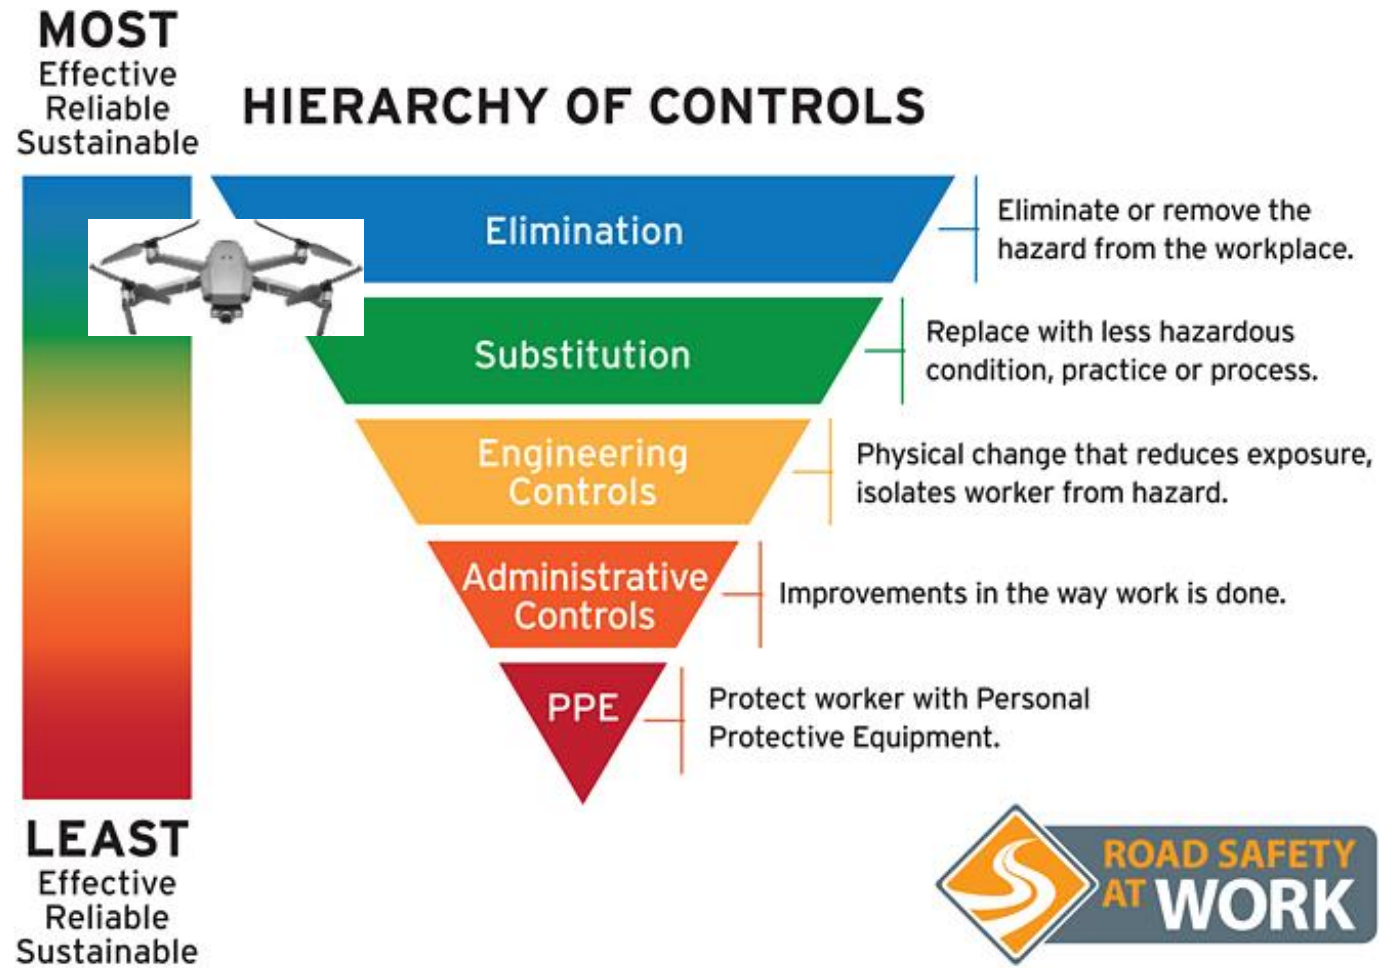 MOST
Effective
Reliable
Sustainable
HIERARCHY OF CONTROLS
Elimination
Eliminate or remove the
hazard from the workplace.
Substitution
Replace with less hazardous
condition, practice or process.
Engineering
Controls
Physical change that reduces exposure,
isolates worker from hazard.
Administrative
Controls
Improvements in the way work is done.
PPE
Protect worker with Personal
Protective Equipment.
LEAST
Effective
Reliable
Sustainable
ROAD SAFETY
AT WORK